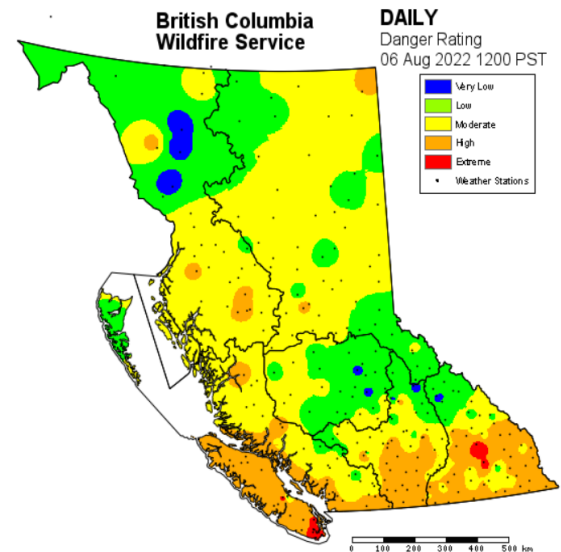 British Columbia
Wildfire Service
DAILY
Danger Rating
06 Aug 2022 1200 PST
Very Low
Low
Moderate
High
Extreme
Weather Stations
0 100 200 300 400 500 km